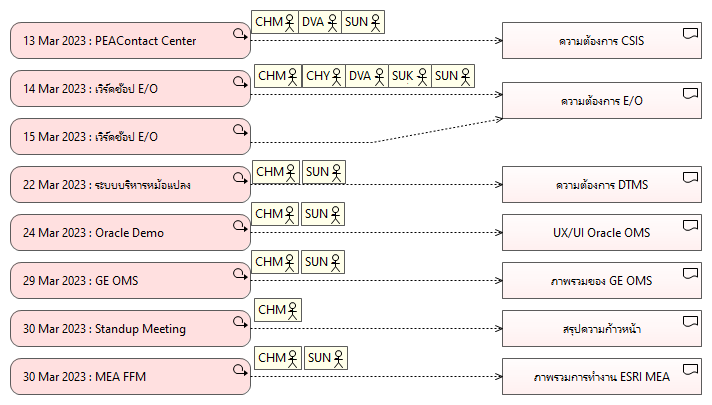 CHM DVA SUN
13 Mar 2023 : PEAContact Center
ความต้องการ CSIS
CHM CHY DVA SUK SUN
14 Mar 2023 : เวิร์คช้อป E/O
ความต้องการ E/O
15 Mar 2023 : เวิร์คช้อป E/O
CHM SUN
22 Mar 2023 : ระบบบริหารหม้อแปลง
ความต้องการ DTMS
CHM SUN
24 Mar 2023 : Oracle Demo
UX/UI Oracle OMS
CHM SUN
29 Mar 2023 : GE OMS
ภาพรวมของ GE OMS
CHM
30 Mar 2023 : Standup Meeting
สรุปความก้าวหน้า
CHM SUN
30 Mar 2023 : MEA FFM
ภาพรวมการทำงาน ESRI MEA